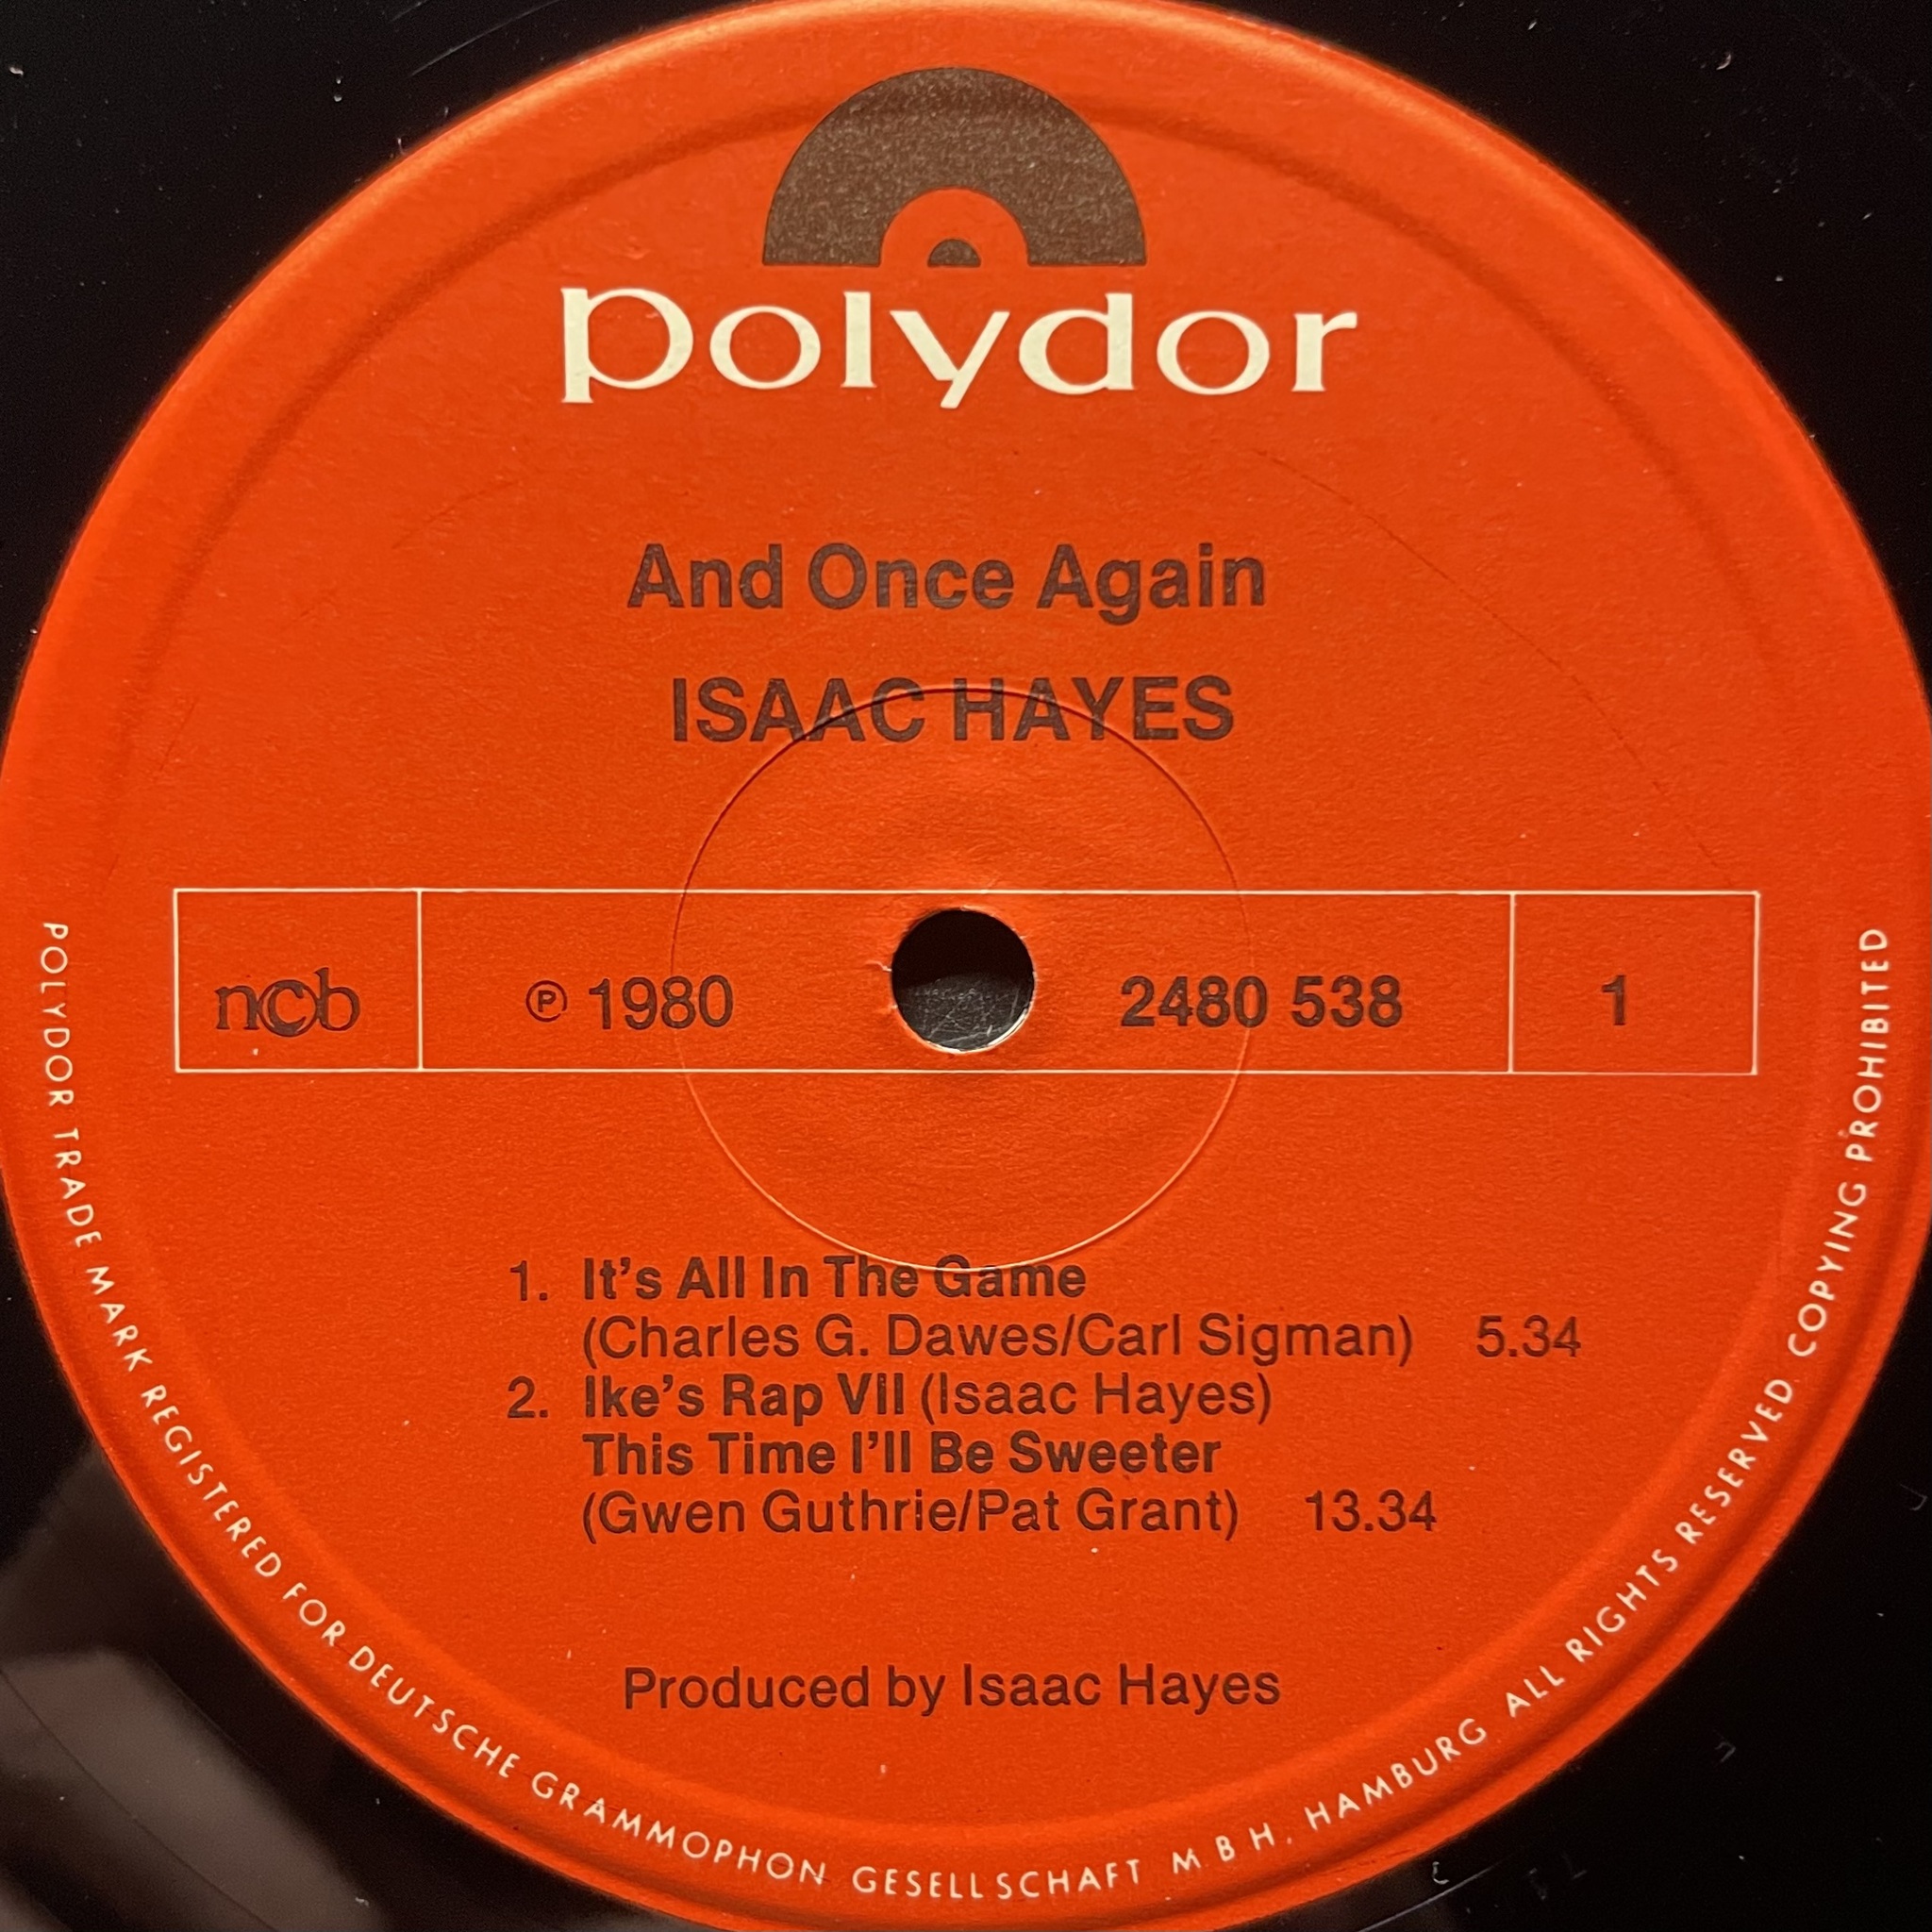 polydor
And Once Again
ISAAC HAYES
ncb ℗ 1980 2480 538 1
1. It's All In The Game
(Charles G. Dawes/Carl Sigman) 5.34
2. Ike's Rap VII (Isaac Hayes)
This Time I'll Be Sweeter
(Gwen Guthrie/Pat Grant) 13.34
Produced by Isaac Hayes
POLYDOR TRADE MARK REGISTERED FOR DEUTSCHE GRAMMOPHON GESELLSCHAFT M.B.H. HAMBURG. ALL RIGHTS RESERVED. COPYING PROHIBITED